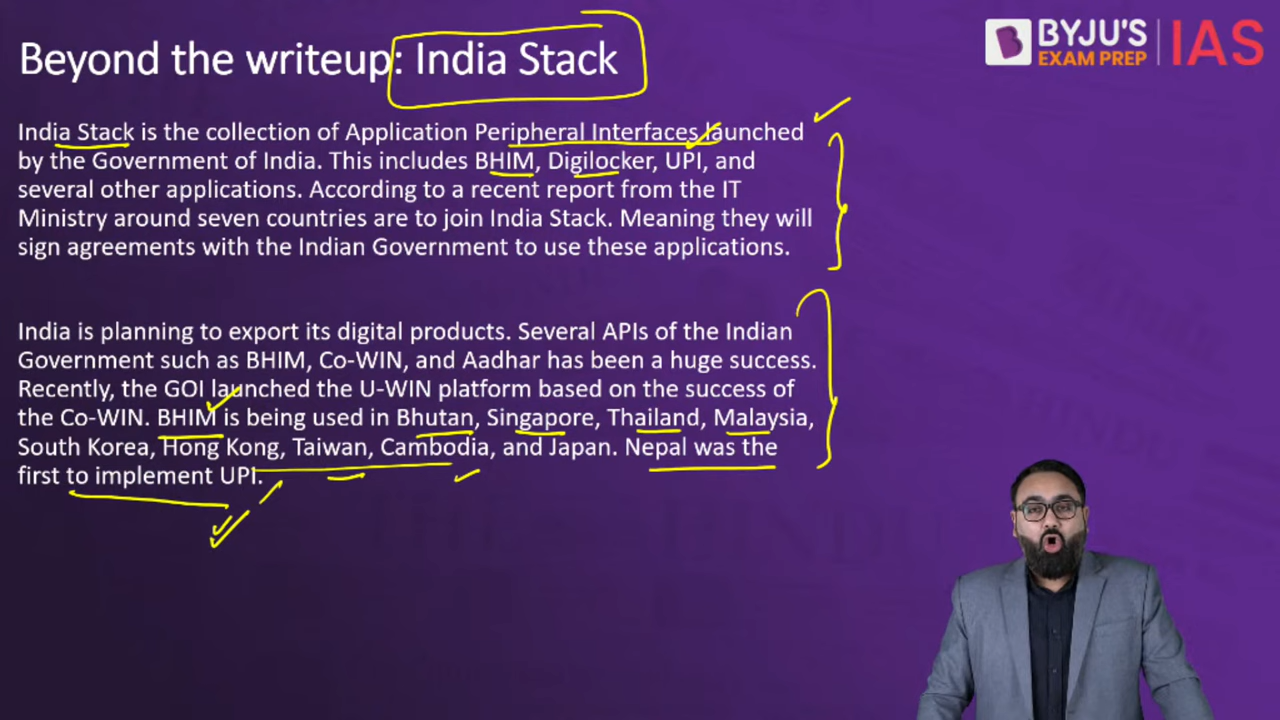 Beyond the writeup: India Stack
BYJU'S
EXAM PREP
IAS
India Stack is the collection of Application Peripheral Interfaces launched
by the Government of India. This includes BHIM, Digilocker, UPI, and
several other applications. According to a recent report from the IT
Ministry around seven countries are to join India Stack. Meaning they will
sign agreements with the Indian Government to use these applications.
India is planning to export its digital products. Several APIs of the Indian
Government such as BHIM, Co-WIN, and Aadhar has been a huge success.
Recently, the GOI launched the U-WIN platform based on the success of
the Co-WIN. BHIM is being used in Bhutan, Singapore, Thailand, Malaysia,
South Korea, Hong Kong, Taiwan, Cambodia, and Japan. Nepal was the
first to implement UPI.